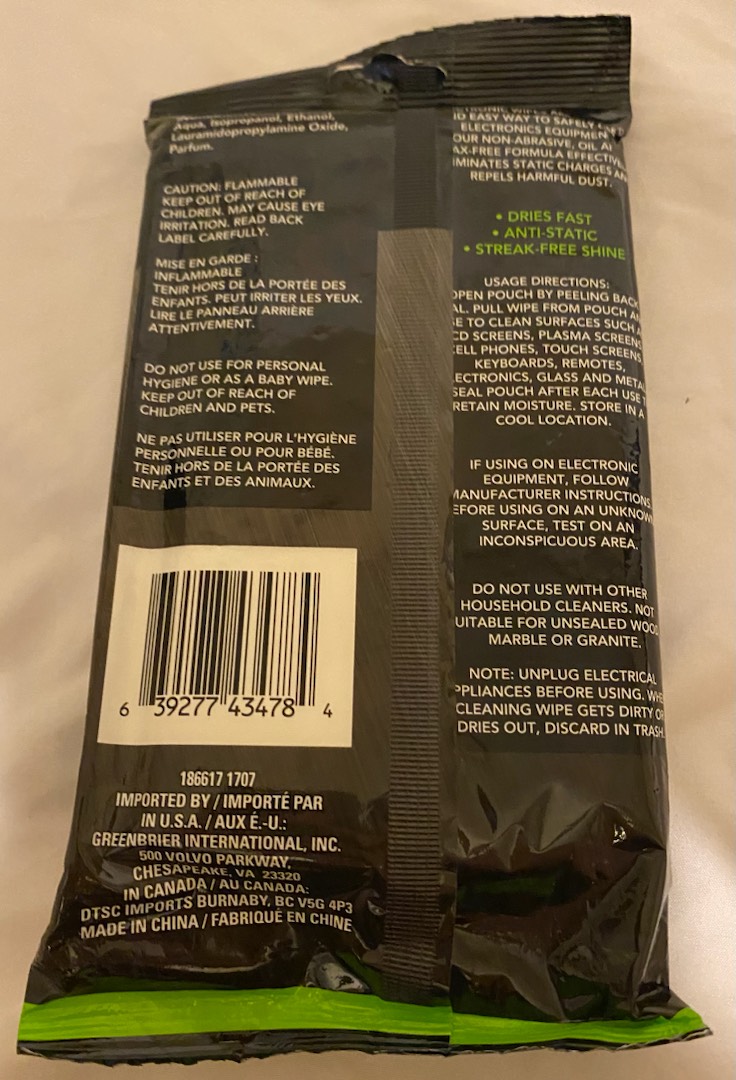 Aqua, Isopropanol, Ethanol,
Lauramidopropylamine Oxide,
Parfum.
CAUTION: FLAMMABLE
KEEP OUT OF REACH OF
CHILDREN. MAY CAUSE EYE
IRRITATION. READ BACK
LABEL CAREFULLY.
MISE EN GARDE :
INFLAMMABLE
TENIR HORS DE LA PORTÉE DES
ENFANTS. PEUT IRRITER LES YEUX.
LIRE LE PANNEAU ARRIÈRE
ATTENTIVEMENT.
DO NOT USE FOR PERSONAL
HYGIENE OR AS A BABY WIPE.
KEEP OUT OF REACH OF
CHILDREN AND PETS.
NE PAS UTILISER POUR L'HYGIÈNE
PERSONNELLE OU POUR BÉBÉ.
TENIR HORS DE LA PORTÉE DES
ENFANTS ET DES ANIMAUX.
6 39277 43478 4
186617 1707
IMPORTED BY / IMPORTÉ PAR
IN U.S.A. / AUX É.-U.:
GREENBRIER INTERNATIONAL, INC.
500 VOLVO PARKWAY,
CHESAPEAKE, VA 23320
IN CANADA / AU CANADA:
DTSC IMPORTS BURNABY, BC V5G 4P3
MADE IN CHINA / FABRIQUÉ EN CHINE
EASY WAY TO SAFELY
ELECTRONICS EQUIPMENT
OUR NON-ABRASIVE, OIL
AX-FREE FORMULA EFFECTIVE
MINATES STATIC CHARGES AN
REPELS HARMFUL DUST.
• DRIES FAST
• ANTI-STATIC
• STREAK-FREE SHINE
USAGE DIRECTIONS:
OPEN POUCH BY PEELING BACK
AL. PULL WIPE FROM POUCH AN
E TO CLEAN SURFACES SUCH A
CD SCREENS, PLASMA SCREENS
ELL PHONES, TOUCH SCREENS
KEYBOARDS, REMOTES,
ECTRONICS, GLASS AND META
SEAL POUCH AFTER EACH USE T
RETAIN MOISTURE. STORE IN A
COOL LOCATION.
IF USING ON ELECTRONIC
EQUIPMENT, FOLLOW
MANUFACTURER INSTRUCTIONS.
EFORE USING ON AN UNKNOWN
SURFACE, TEST ON AN
INCONSPICUOUS AREA.
DO NOT USE WITH OTHER
HOUSEHOLD CLEANERS. NOT
UITABLE FOR UNSEALED WOOD
MARBLE OR GRANITE.
NOTE: UNPLUG ELECTRICAL
PPLIANCES BEFORE USING. WHE
CLEANING WIPE GETS DIRTY OR
DRIES OUT, DISCARD IN TRASH.